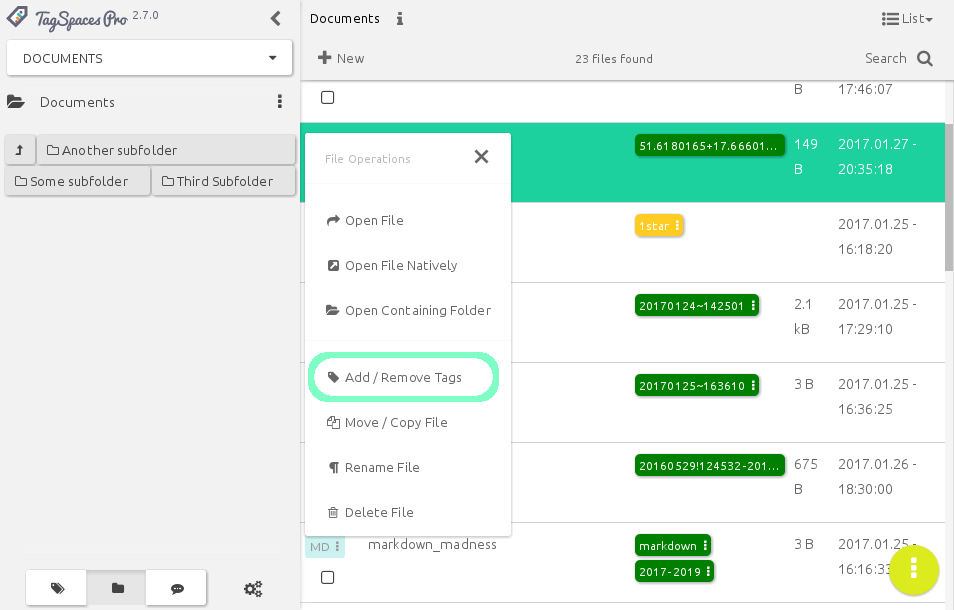 TagSpaces Pro 2.7.0
DOCUMENTS
Documents
Another subfolder
Some subfolder
Third Subfolder
Documents
List
New
23 files found
Search
B
17:46:07
File Operations
Open File
Open File Natively
Open Containing Folder
Add / Remove Tags
Move / Copy File
Rename File
Delete File
51.6180165+17.66601...
149 B
2017.01.27 -
20:35:18
1star
2017.01.25 -
16:18:20
20170124~142501
2.1 kB
2017.01.25 -
17:29:10
20170125~163610
3 B
2017.01.25 -
16:36:25
20160529!124532-201...
675 B
2017.01.26 -
18:30:00
MD
markdown_madness
markdown
2017-2019
3 B
2017.01.25 -
16:16:33